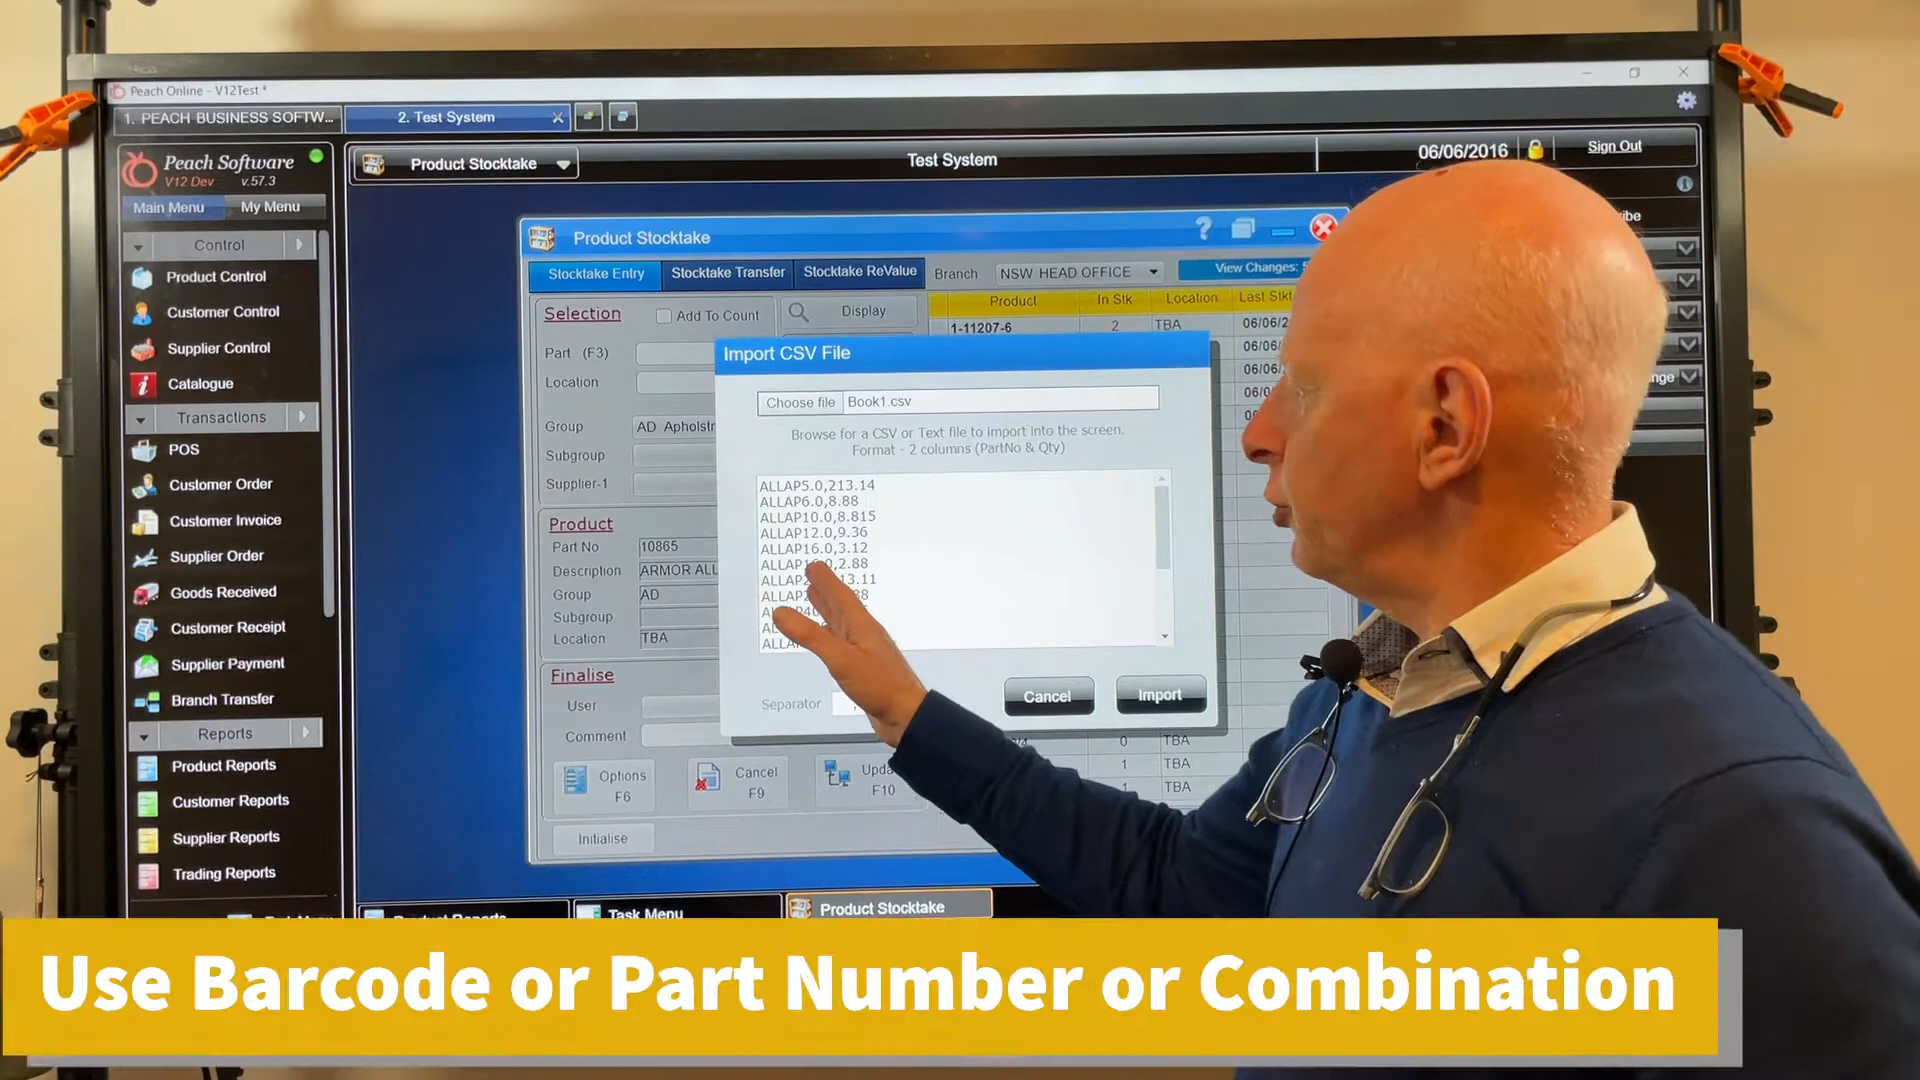 Peach Online - V12Test *
1. PEACH BUSINESS SOFTW...
2. Test System
Peach Software
V12 Dev v.57.3
Main Menu My Menu
Product Stocktake
Test System
06/06/2016
Sign Out
Control
Product Control
Customer Control
Supplier Control
Catalogue
Transactions
POS
Customer Order
Customer Invoice
Supplier Order
Goods Received
Customer Receipt
Supplier Payment
Branch Transfer
Reports
Product Reports
Customer Reports
Supplier Reports
Trading Reports
Product Stocktake
Stocktake Entry Stocktake Transfer Stocktake ReValue Branch NSW HEAD OFFICE View Changes:
Selection Add To Count Display
Part (F3)
Location
Group AD
Subgroup
Supplier-1
Product
Part No 10865
Description ARMOR ALL
Group AD
Subgroup
Location TBA
Finalise
User
Comment
Options F6
Cancel F9
F10
Initialise
Product In Stk Location
1-11207-6 2 TBA
0 TBA
1 TBA
1 TBA
Import CSV File
Choose file Book1.csv
Browse for a CSV or Text file to import into the screen.
Format - 2 columns (PartNo & Qty)
ALLAP5.0,213.14
ALLAP6.0,8.88
ALLAP10.0,8.815
ALLAP12.0,9.36
ALLAP16.0,3.12
Separator
Cancel Import
Task Menu
Product Stocktake
Use Barcode or Part Number or Combination